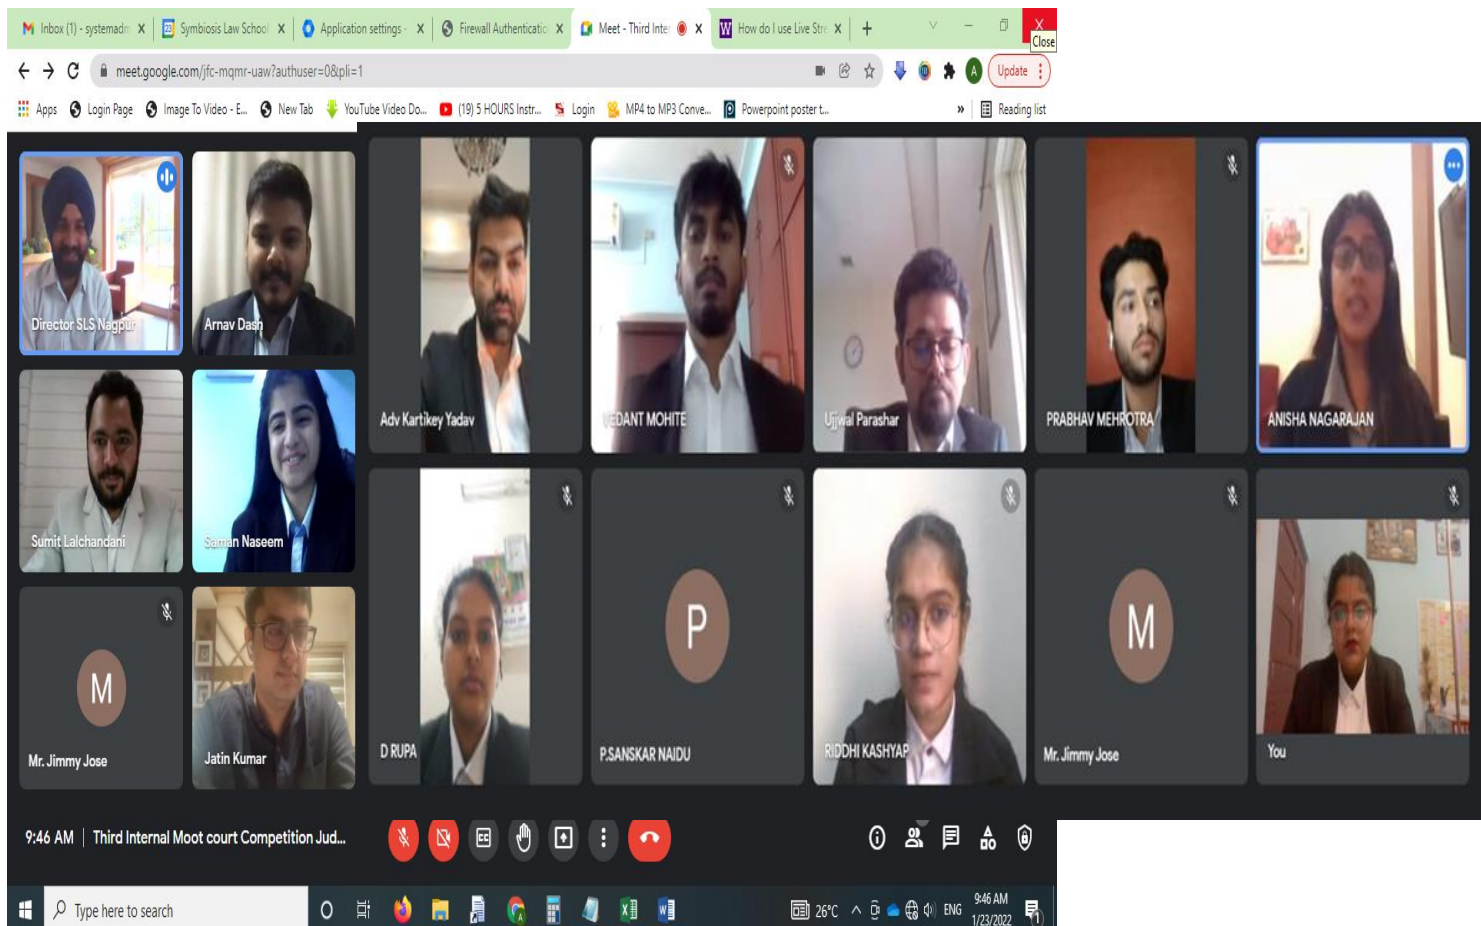 Inbox (1) - systemadm
Symbiosis Law School
Application settings -
Firewall Authenticatio
Meet - Third Inter
How do I use Live Stre
Close
meet.google.com/jfc-mqmr-uaw?authuser=0&pli=1
A
Update
Apps
Login Page
Image To Video - E...
New Tab
YouTube Video Do...
(19) 5 HOURS Instr...
Login
MP4 to MP3 Conve...
Powerpoint poster t...
»
Reading list
Director SLS Nagpur
Arnav Dash
Adv Kartikey Yadav
VEDANT MOHITE
Ujjwal Parashar
PRABHAV MEHROTRA
ANISHA NAGARAJAN
Sumit Lalchandani
Saman Naseem
M
Mr. Jimmy Jose
Jatin Kumar
D RUPA
P
P.SANSKAR NAIDU
RIDDHI KASHYAP
M
Mr. Jimmy Jose
You
9:46 AM | Third Internal Moot court Competition Jud...
Type here to search
26°C
ENG
9:46 AM
1/23/2022
1